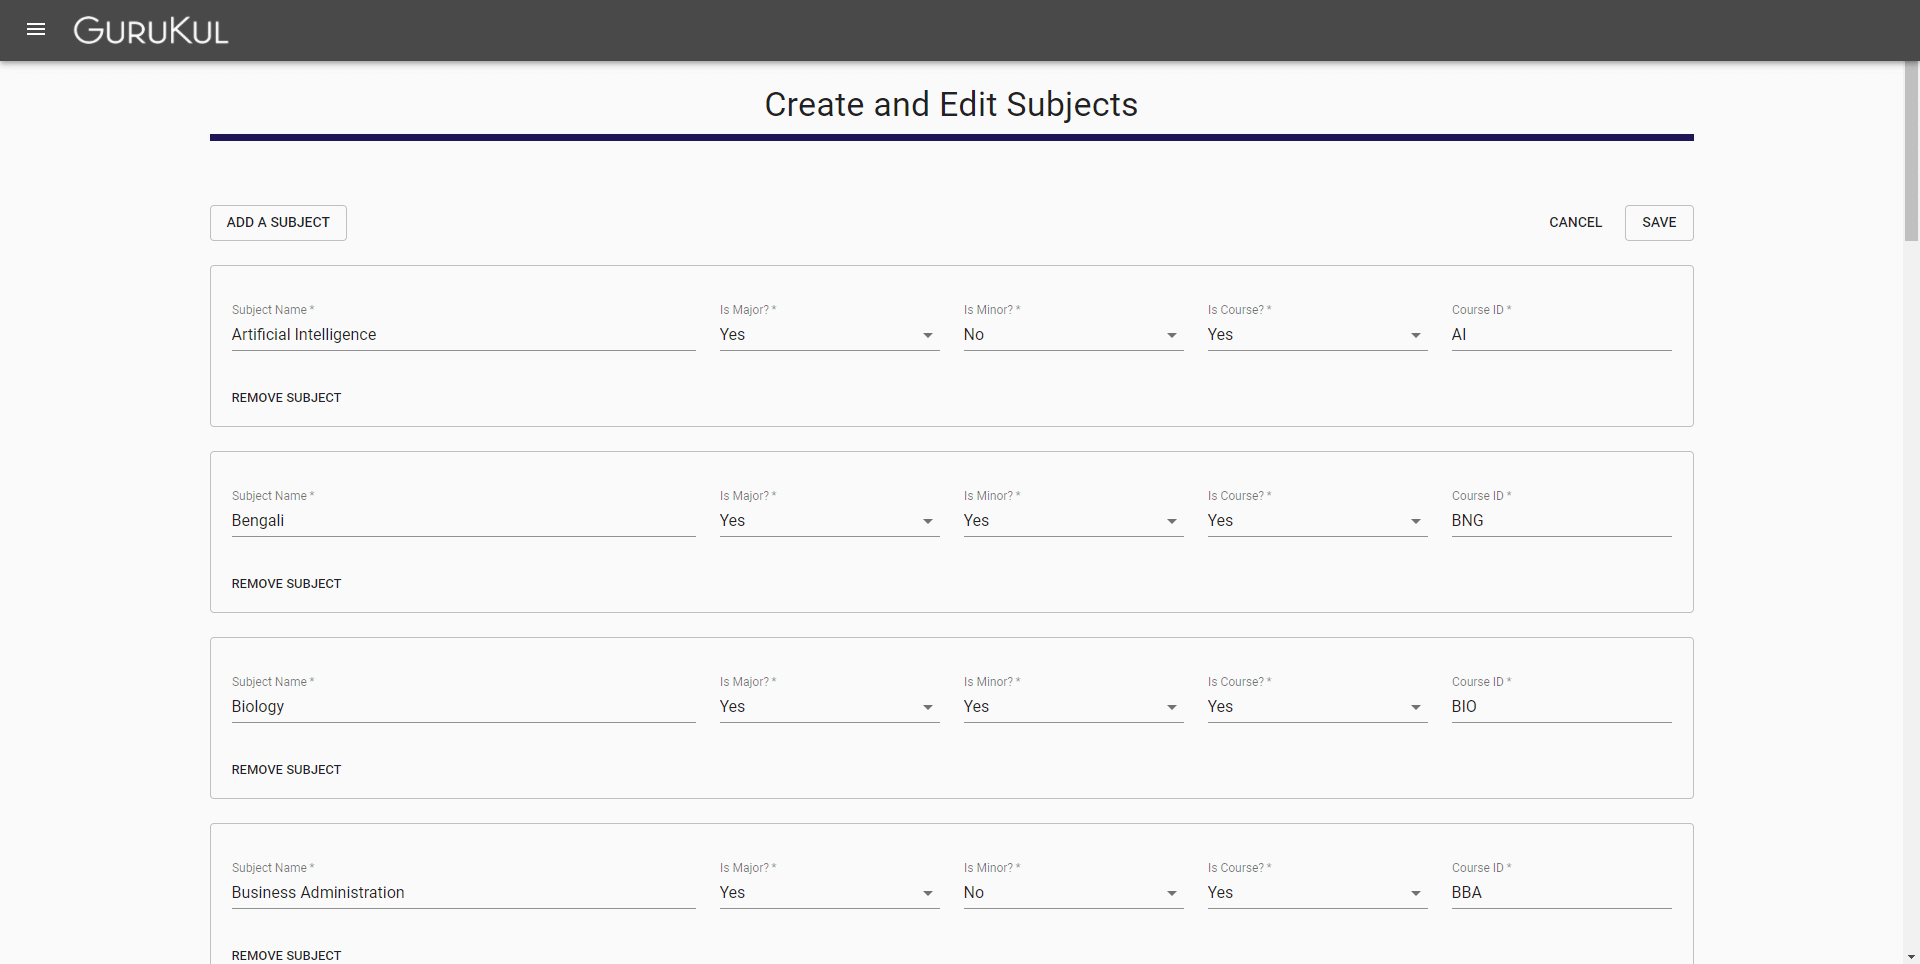 GURUKUL
Create and Edit Subjects
ADD A SUBJECT CANCEL SAVE
Subject Name * Is Major? * Is Minor? * Is Course? * Course ID *
Artificial Intelligence Yes No Yes AI
REMOVE SUBJECT
Subject Name * Is Major? * Is Minor? * Is Course? * Course ID *
Bengali Yes Yes Yes BNG
REMOVE SUBJECT
Subject Name * Is Major? * Is Minor? * Is Course? * Course ID *
Biology Yes Yes Yes BIO
REMOVE SUBJECT
Subject Name * Is Major? * Is Minor? * Is Course? * Course ID *
Business Administration Yes No Yes BBA
REMOVE SUBJECT